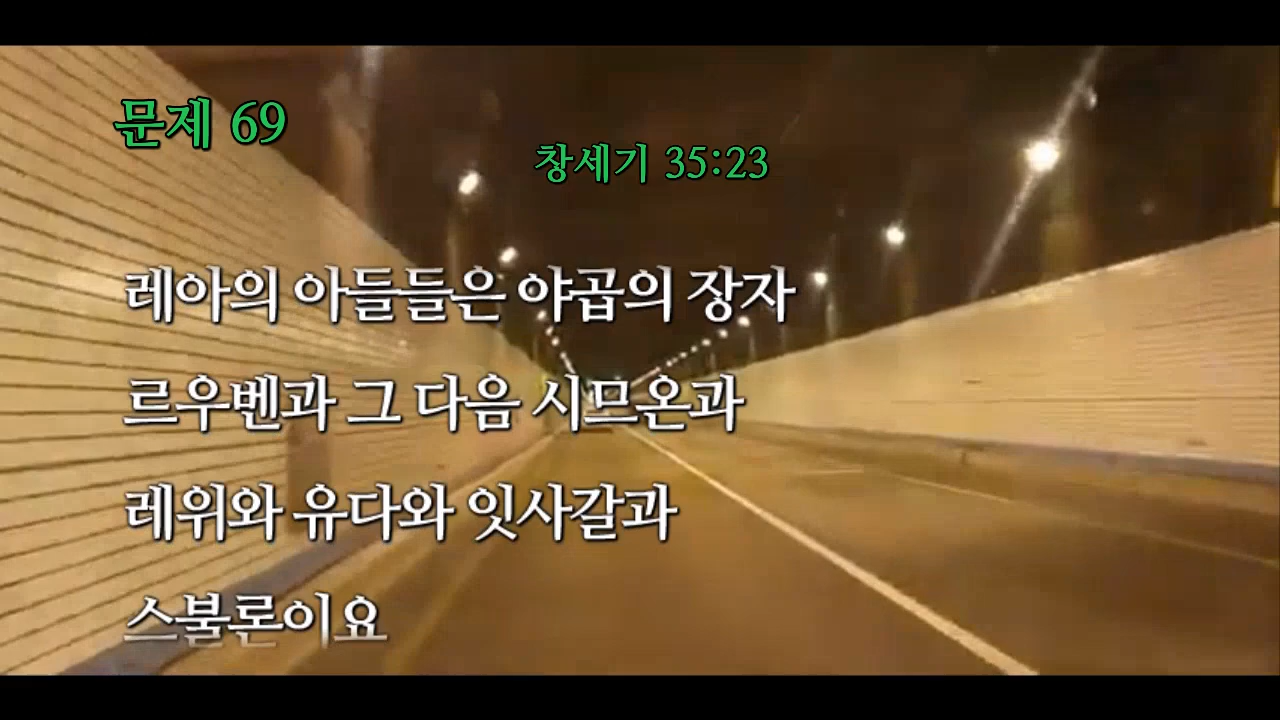 문제 69
창세기 35:23
레아의 아들들은 야곱의 장자
르우벤과 그 다음 시므온과
레위와 유다와 잇사갈과
스불론이요